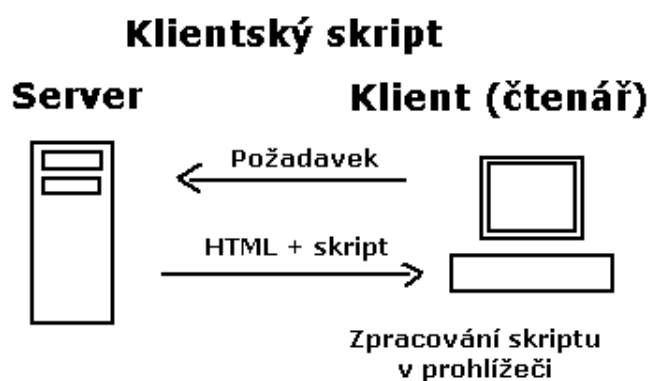 Klientský skript
Server
Klient (čtenář)
Požadavek
HTML + skript
Zpracování skriptu
v prohlížeči